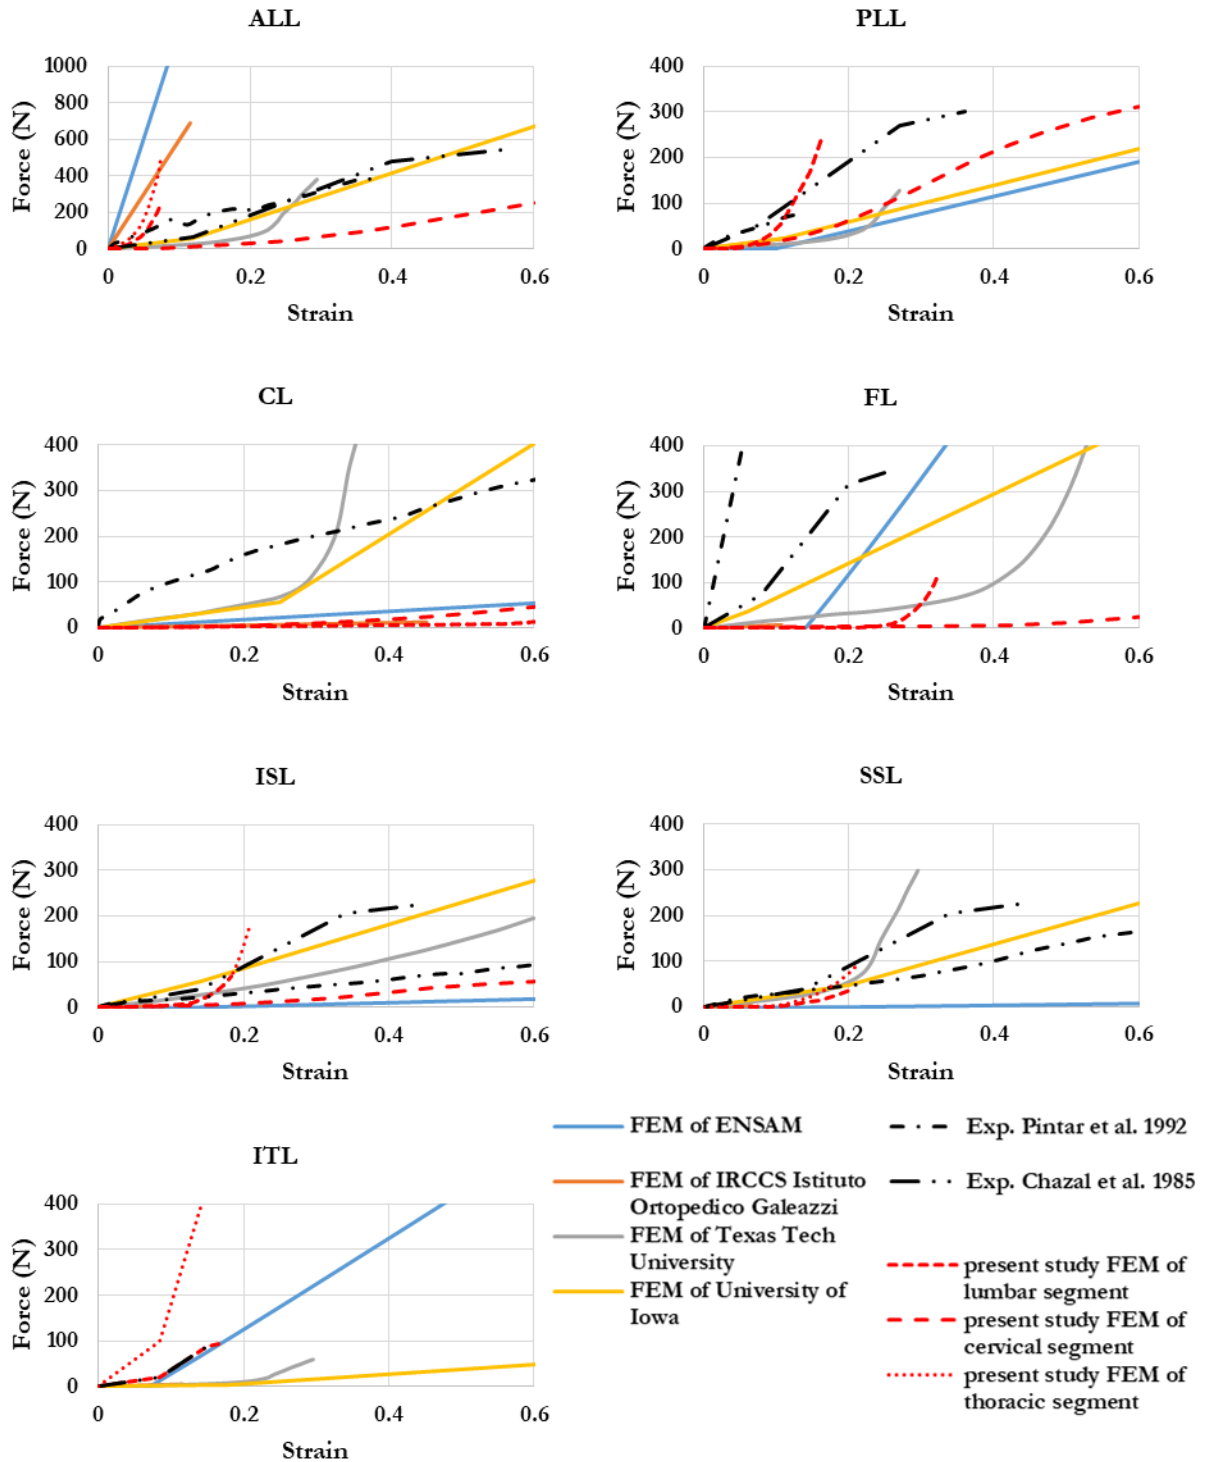 ALL
1000
800
600
400
200
0
Force (N)
0 0.2 0.4 0.6
Strain
PLL
400
300
200
100
0
Force (N)
0 0.2 0.4 0.6
Strain
CL
400
300
200
100
0
Force (N)
0 0.2 0.4 0.6
Strain
FL
400
300
200
100
0
Force (N)
0 0.2 0.4 0.6
Strain
ISL
400
300
200
100
0
Force (N)
0 0.2 0.4 0.6
Strain
SSL
400
300
200
100
0
Force (N)
0 0.2 0.4 0.6
Strain
ITL
400
300
200
100
0
Force (N)
0 0.2 0.4 0.6
Strain
FEM of ENSAM
FEM of IRCCS Istituto
Ortopedico Galeazzi
FEM of Texas Tech
University
FEM of University of
Iowa
Exp. Pintar et al. 1992
Exp. Chazal et al. 1985
present study FEM of
lumbar segment
present study FEM of
cervical segment
present study FEM of
thoracic segment